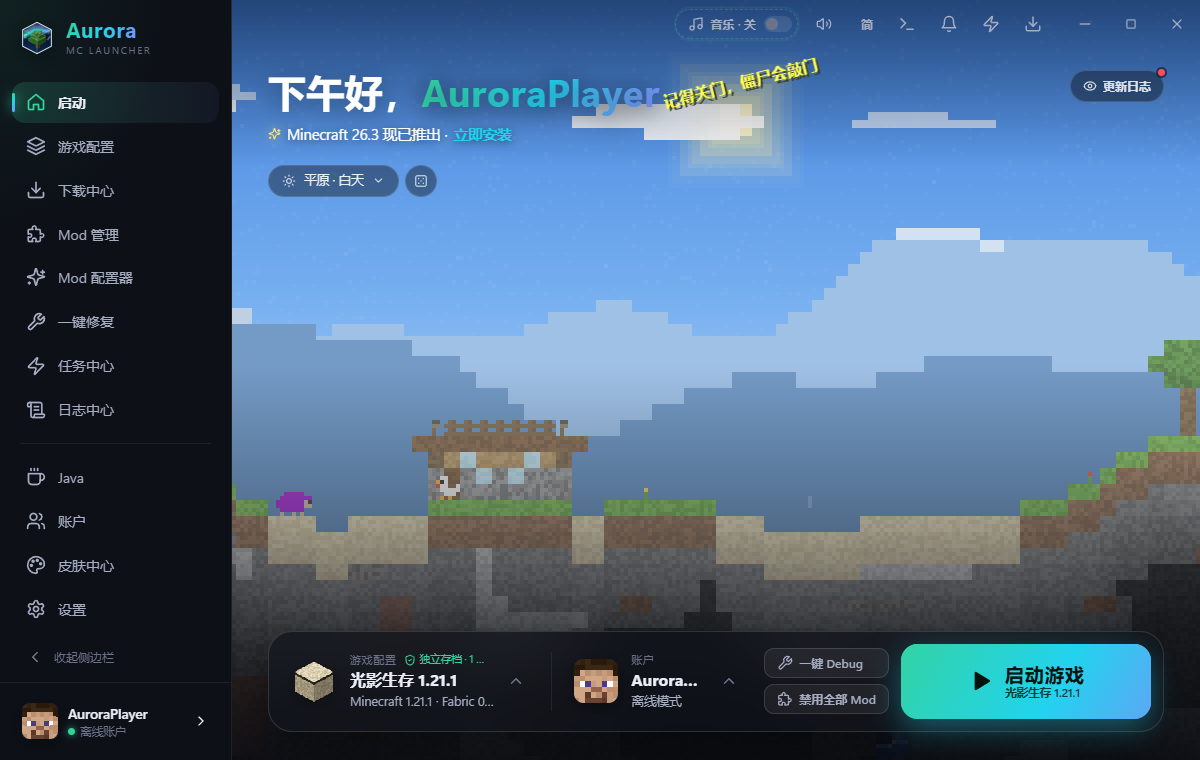 Aurora
MC LAUNCHER
启动
游戏配置
下载中心
Mod 管理
Mod 配置器
一键修复
任务中心
日志中心
Java
账户
皮肤中心
设置
收起侧边栏
AuroraPlayer
离线账户
音乐 · 关
简
下午好， AuroraPlayer
记得关门，僵尸会敲门
更新日志
Minecraft 26.3 现已推出 · 立即安装
平原 · 白天
游戏配置 独立存档 · 1 ...
光影生存 1.21.1
Minecraft 1.21.1 · Fabric 0...
账户
Aurora...
离线模式
一键 Debug
禁用全部 Mod
启动游戏
光影生存 1.21.1